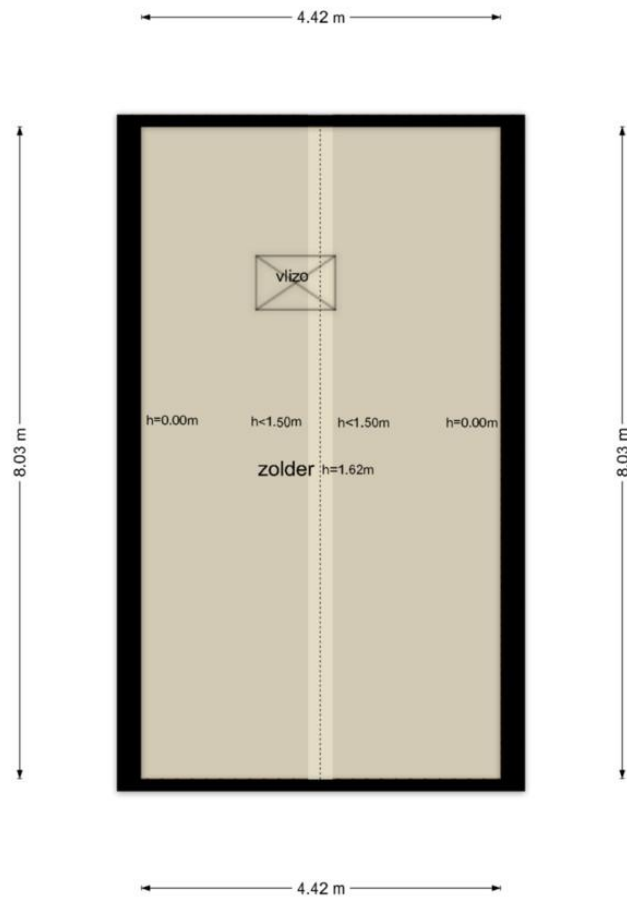 4.42 m
vlizo
h=0.00m
h<1.50m
h<1.50m
h=0.00m
8.03 m
8.03 m
zolder
h=1.62m
4.42 m